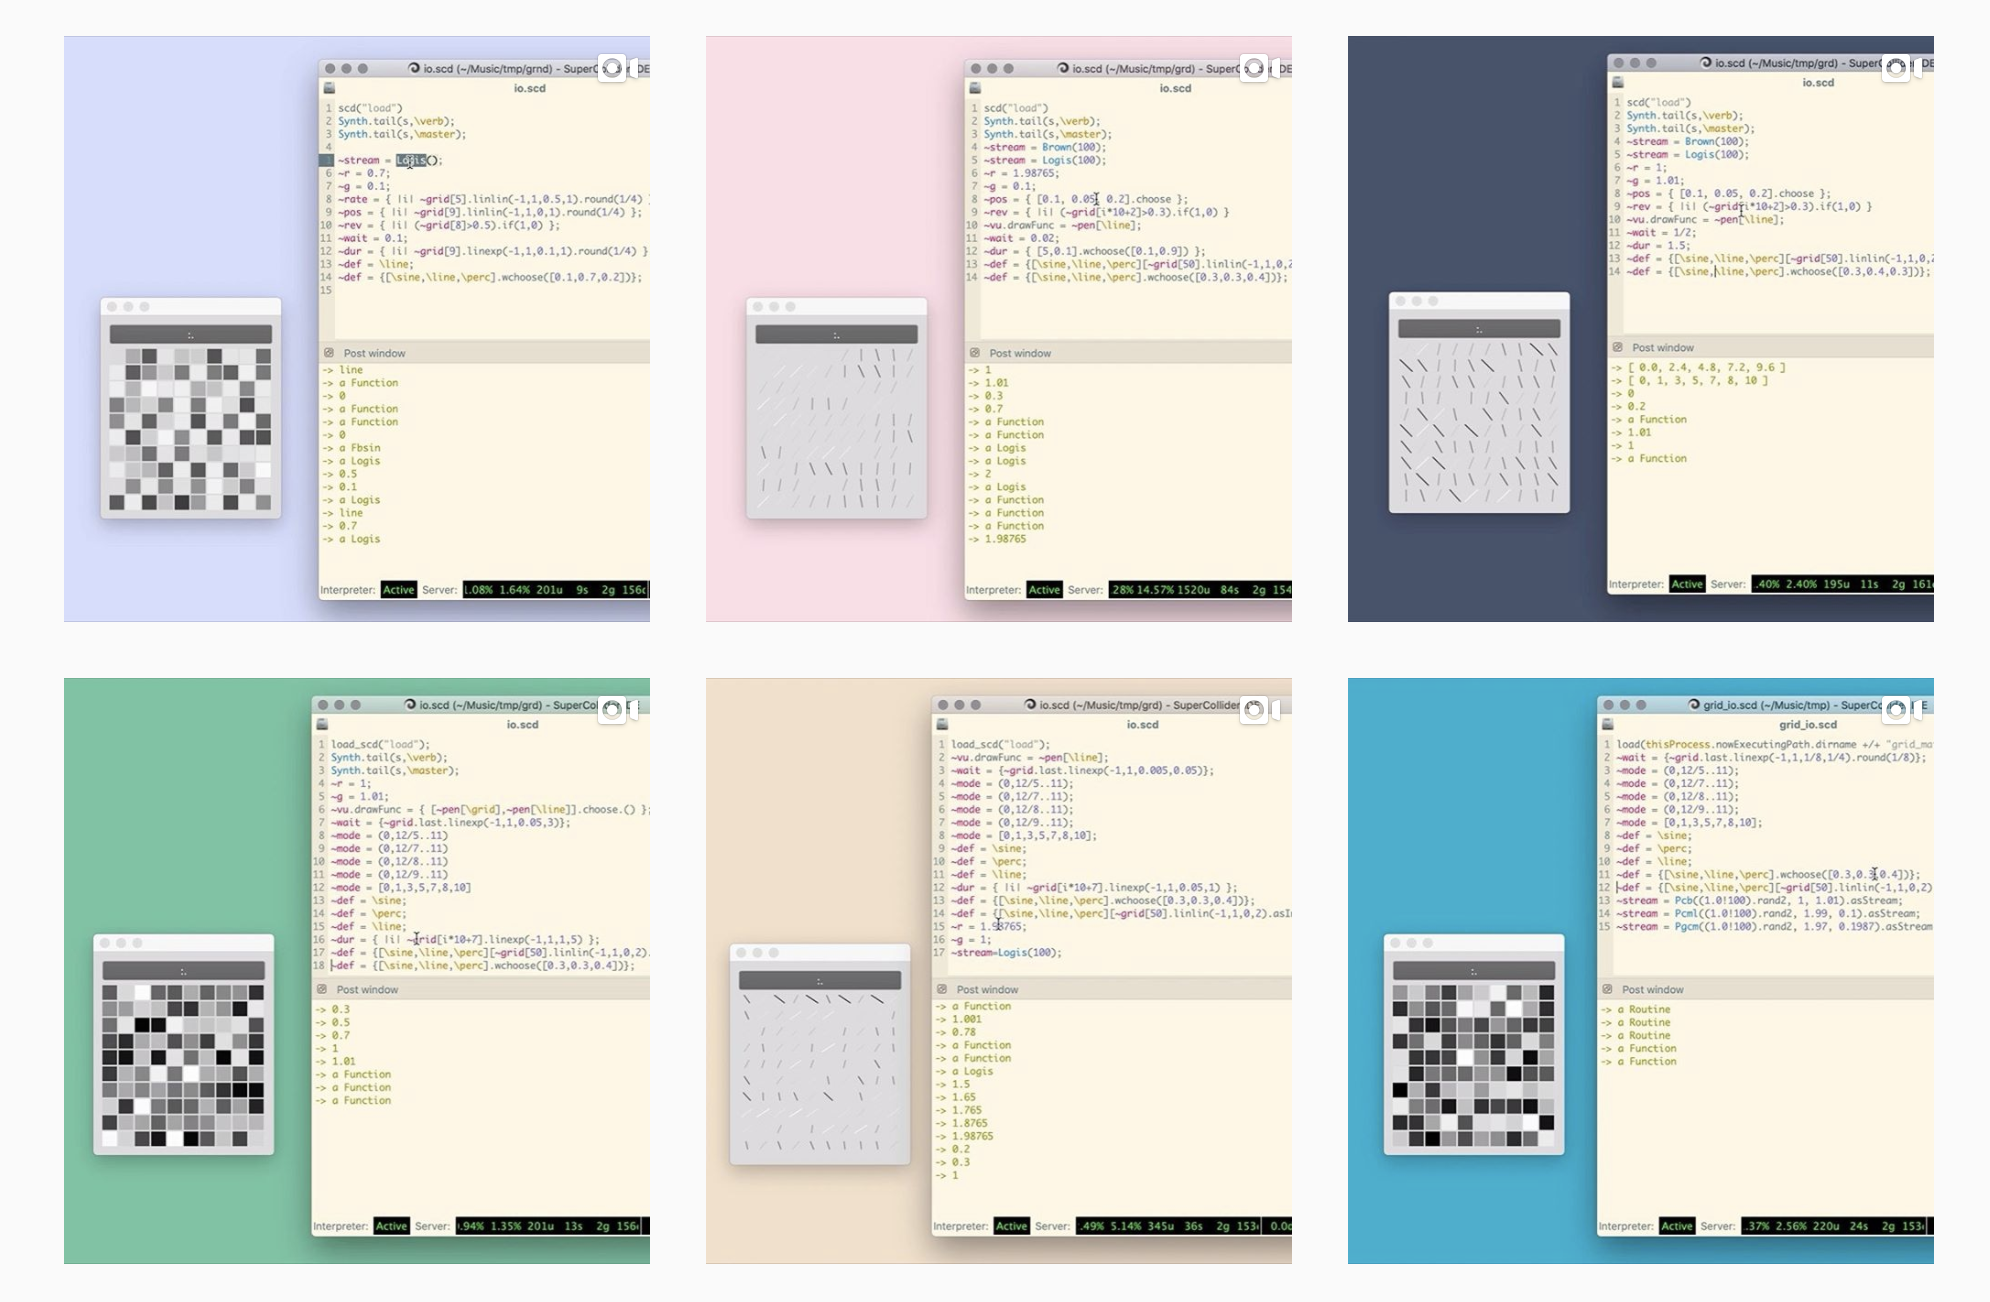 io.scd (~/Music/tmp/grnd) - SuperCo
io.scd
1 scd("load")
2 Synth.tail(s,\verb);
3 Synth.tail(s,\master);
4
~stream = Logis();
6 ~r = 0.7;
7 ~g = 0.1;
8 ~rate = { |i| ~grid[5].linlin(-1,1,0.5,1).round(1/4)
9 ~pos = { |i| ~grid[9].linlin(-1,1,0,1).round(1/4) };
10 ~rev = { |i| (~grid[8]>0.5).if(1,0) };
11 ~wait = 0.1;
12 ~dur = { |i| ~grid[9].linexp(-1,1,0.1,1).round(1/4) }
13 ~def = \line;
14 ~def = {[\sine,\line,\perc].wchoose([0.1,0.7,0.2])};
15
:.
Post window
-> line
-> a Function
-> 0
-> a Function
-> a Function
-> 0
-> a Fbsin
-> a Logis
-> 0.5
-> 0.1
-> a Logis
-> line
-> 0.7
-> a Logis
Interpreter: Active Server: 1.08% 1.64% 201u 9s 2g
io.scd (~/Music/tmp/grd) - SuperCo
io.scd
1 scd("load")
2 Synth.tail(s,\verb);
3 Synth.tail(s,\master);
4 ~stream = Brown(100);
5 ~stream = Logis(100);
6 ~r = 1.98765;
7 ~g = 0.1;
8 ~pos = { [0.1, 0.05, 0.2].choose };
9 ~rev = { |i| (~grid[i*10+2]>0.3).if(1,0) }
10 ~vu.drawFunc = ~pen[\line];
11 ~wait = 0.02;
12 ~dur = { [5,0.1].wchoose([0.1,0.9]) };
13 ~def = {[\sine,\line,\perc][~grid[50].linlin(-1,1,0,2
14 ~def = {[\sine,\line,\perc].wchoose([0.3,0.3,0.4])};
:.
Post window
-> 1
-> 1.01
-> 0.3
-> 0.7
-> a Function
-> a Function
-> a Logis
-> a Logis
-> 2
-> a Logis
-> a Function
-> a Function
-> a Function
-> 1.98765
Interpreter: Active Server: 28% 14.57% 1520u 84s 2g 154
io.scd (~/Music/tmp/grd) - SuperCo
io.scd
1 scd("load")
2 Synth.tail(s,\verb);
3 Synth.tail(s,\master);
4 ~stream = Brown(100);
5 ~stream = Logis(100);
6 ~r = 1;
7 ~g = 1.01;
8 ~pos = { [0.1, 0.05, 0.2].choose };
9 ~rev = { |i| (~grid[i*10+2]>0.3).if(1,0) }
10 ~vu.drawFunc = ~pen[\line];
11 ~wait = 1/2;
12 ~dur = 1.5;
13 ~def = {[\sine,\line,\perc][~grid[50].linlin(-1,1,0,2
14 ~def = {[\sine,\line,\perc].wchoose([0.3,0.4,0.3])};
:.
Post window
-> [ 0.0, 2.4, 4.8, 7.2, 9.6 ]
-> [ 0, 1, 3, 5, 7, 8, 10 ]
-> 0
-> 0.2
-> a Function
-> 1.01
-> 1
-> a Function
Interpreter: Active Server: .40% 2.40% 195u 11s 2g 161
io.scd (~/Music/tmp/grd) - SuperCo
io.scd
1 load_scd("load");
2 Synth.tail(s,\verb);
3 Synth.tail(s,\master);
4 ~r = 1;
5 ~g = 1.01;
6 ~vu.drawFunc = { [~pen[\grid],~pen[\line]].choose.() };
7 ~wait = {~grid.last.linexp(-1,1,0.05,3)};
8 ~mode = (0,12/5..11)
9 ~mode = (0,12/7..11)
10 ~mode = (0,12/8..11)
11 ~mode = (0,12/9..11)
12 ~mode = [0,1,3,5,7,8,10]
13 ~def = \sine;
14 ~def = \perc;
15 ~def = \line;
16 ~dur = { |i| ~grid[i*10+7].linexp(-1,1,1,5) };
17 ~def = {[\sine,\line,\perc][~grid[50].linlin(-1,1,0,2).
18 ~def = {[\sine,\line,\perc].wchoose([0.3,0.3,0.4])};
:.
Post window
-> 0.3
-> 0.5
-> 0.7
-> 1
-> 1.01
-> a Function
-> a Function
-> a Function
Interpreter: Active Server: .94% 1.35% 201u 13s 2g 156
io.scd (~/Music/tmp/grd) - SuperCollider
io.scd
1 load_scd("load");
2 ~vu.drawFunc = ~pen[\line];
3 ~wait = {~grid.last.linexp(-1,1,0.005,0.05)};
4 ~mode = (0,12/5..11);
5 ~mode = (0,12/7..11);
6 ~mode = (0,12/8..11);
7 ~mode = (0,12/9..11);
8 ~mode = [0,1,3,5,7,8,10];
9 ~def = \sine;
10 ~def = \perc;
11 ~def = \line;
12 ~dur = { |i| ~grid[i*10+7].linexp(-1,1,0.05,1) };
13 ~def = {[\sine,\line,\perc].wchoose([0.3,0.3,0.4])};
14 ~def = {[\sine,\line,\perc][~grid[50].linlin(-1,1,0,2).asI
15 ~r = 1.98765;
16 ~g = 1;
17 ~stream=Logis(100);
:.
Post window
-> a Function
-> 1.001
-> 0.78
-> a Function
-> a Function
-> a Logis
-> 1.5
-> 1.65
-> 1.765
-> 1.8765
-> 1.98765
-> 0.2
-> 0.3
-> 1
Interpreter: Active Server: .49% 5.14% 345u 36s 2g 153 0.0
grid_io.scd (~/Music/tmp) - SuperCo
grid_io.scd
1 load(thisProcess.nowExecutingPath.dirname +/+ "grid_ma
2 ~wait = {~grid.last.linexp(-1,1,1/8,1/4).round(1/8)};
3 ~mode = (0,12/5..11);
4 ~mode = (0,12/7..11);
5 ~mode = (0,12/8..11);
6 ~mode = (0,12/9..11);
7 ~mode = [0,1,3,5,7,8,10];
8 ~def = \sine;
9 ~def = \perc;
10 ~def = \line;
11 ~def = {[\sine,\line,\perc].wchoose([0.3,0.3,0.4])};
12 ~def = {[\sine,\line,\perc][~grid[50].linlin(-1,1,0,2)
13 ~stream = Pcb((1.0!100).rand2, 1, 1.01).asStream;
14 ~stream = Pcml((1.0!100).rand2, 1.99, 0.1).asStream;
15 ~stream = Pgcm((1.0!100).rand2, 1.97, 0.1987).asStream
:.
Post window
-> a Routine
-> a Routine
-> a Routine
-> a Function
-> a Function
Interpreter: Active Server: .37% 2.56% 220u 24s 2g 153